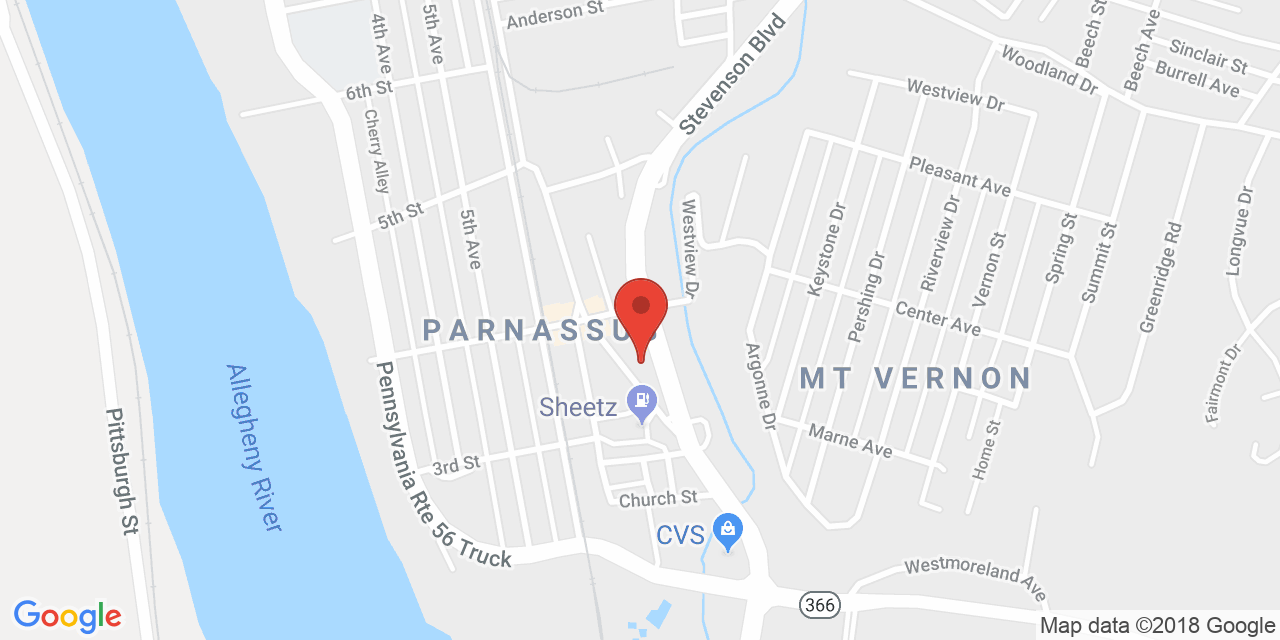 Anderson St
Stevenson Blvd
4th Ave
5th Ave
6th St
Cherry Alley
5th St
5th Ave
Beech St
Beech Ave
Sinclair St
Burrell Ave
Woodland Dr
Westview Dr
Pleasant Ave
Westview Dr
Keystone Dr
Pershing Dr
Riverview Dr
Vernon St
Spring St
Summit St
Greenridge Rd
Longvue Dr
Center Ave
PARNASSUS
Argonne Dr
MT VERNON
Fairmont Dr
Allegheny River
Pittsburgh St
Pennsylvania Rte 56 Truck
Sheetz
3rd St
Marne Ave
Home St
Church St
CVS
Westmoreland Ave
366
Google
Map data ©2018 Google